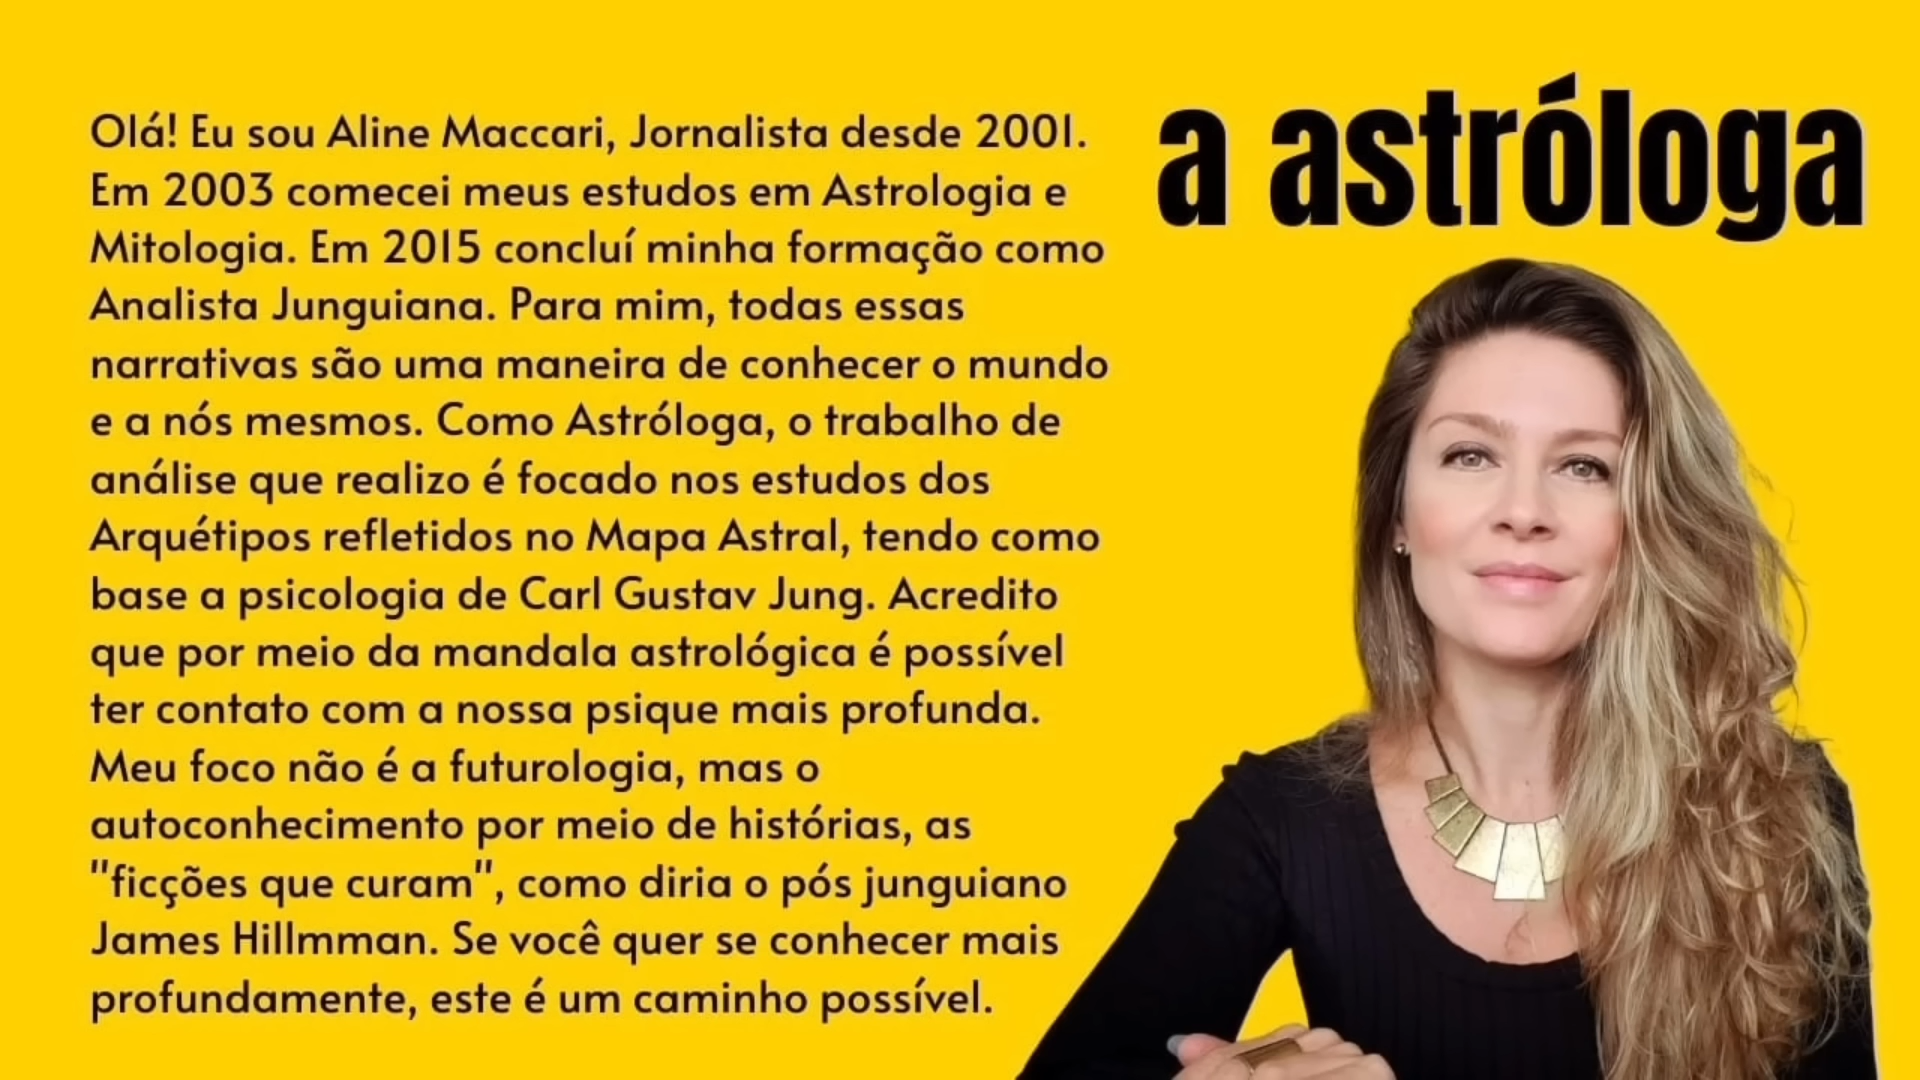 a astróloga
Olá! Eu sou Aline Maccari, Jornalista desde 2001.
Em 2003 comecei meus estudos em Astrologia e
Mitologia. Em 2015 concluí minha formação como
Analista Junguiana. Para mim, todas essas
narrativas são uma maneira de conhecer o mundo
e a nós mesmos. Como Astróloga, o trabalho de
análise que realizo é focado nos estudos dos
Arquétipos refletidos no Mapa Astral, tendo como
base a psicologia de Carl Gustav Jung. Acredito
que por meio da mandala astrológica é possível
ter contato com a nossa psique mais profunda.
Meu foco não é a futurologia, mas o
autoconhecimento por meio de histórias, as
"ficções que curam", como diria o pós junguiano
James Hillmman. Se você quer se conhecer mais
profundamente, este é um caminho possível.